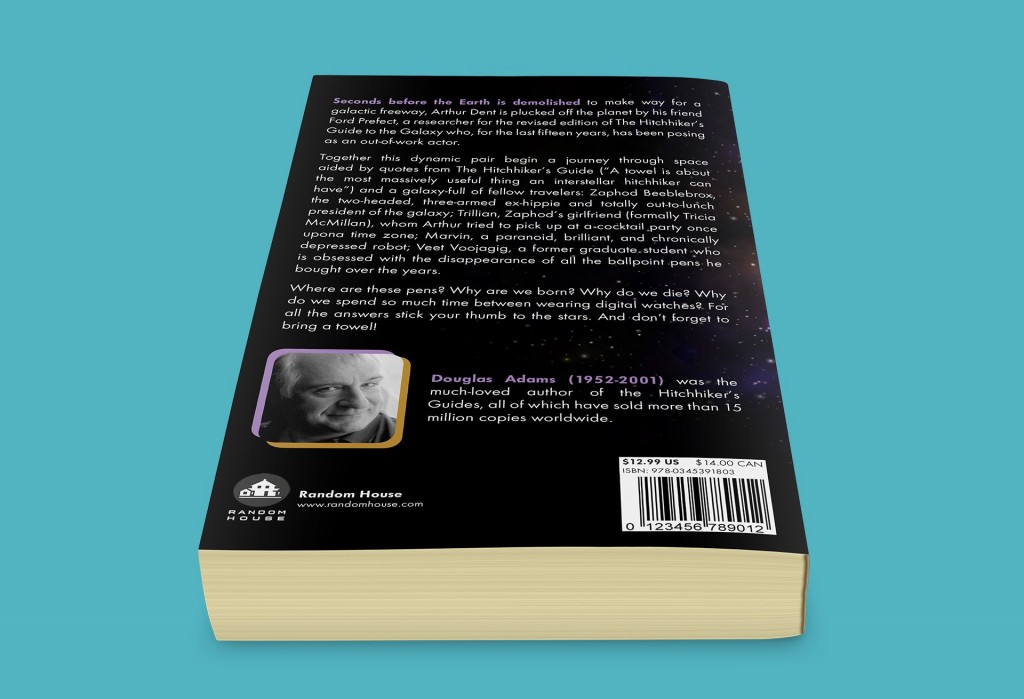 Seconds before the Earth is demolished to make way for a
galactic freeway, Arthur Dent is plucked off the planet by his friend
Ford Prefect, a researcher for the revised edition of The Hitchhiker's
Guide to the Galaxy who, for the last fifteen years, has been posing
as an out-of-work actor.
Together this dynamic pair begin a journey through space
aided by quotes from The Hitchhiker's Guide ("A towel is about
the most massively useful thing an interstellar hitchhiker can
have") and a galaxy-full of fellow travelers: Zaphod Beeblebrox,
the two-headed, three-armed ex-hippie and totally out-to-lunch
president of the galaxy; Trillian, Zaphod's girlfriend (formally Tricia
McMillan), whom Arthur tried to pick up at a cocktail party once
upona time zone; Marvin, a paranoid, brilliant, and chronically
depressed robot; Veet Voojagig, a former graduate student who
is obsessed with the disappearance of all the ballpoint pens he
bought over the years.
Where are these pens? Why are we born? Why do we die? Why
do we spend so much time between wearing digital watches? For
all the answers stick your thumb to the stars. And don't forget to
bring a towel!
Douglas Adams (1952-2001) was the
much-loved author of the Hitchhiker's
Guides, all of which have sold more than 15
million copies worldwide.
RANDOM
HOUSE
Random House
www.randomhouse.com
$12.99 US $14.00 CAN
ISBN: 978-0345391803
0 123456 789012